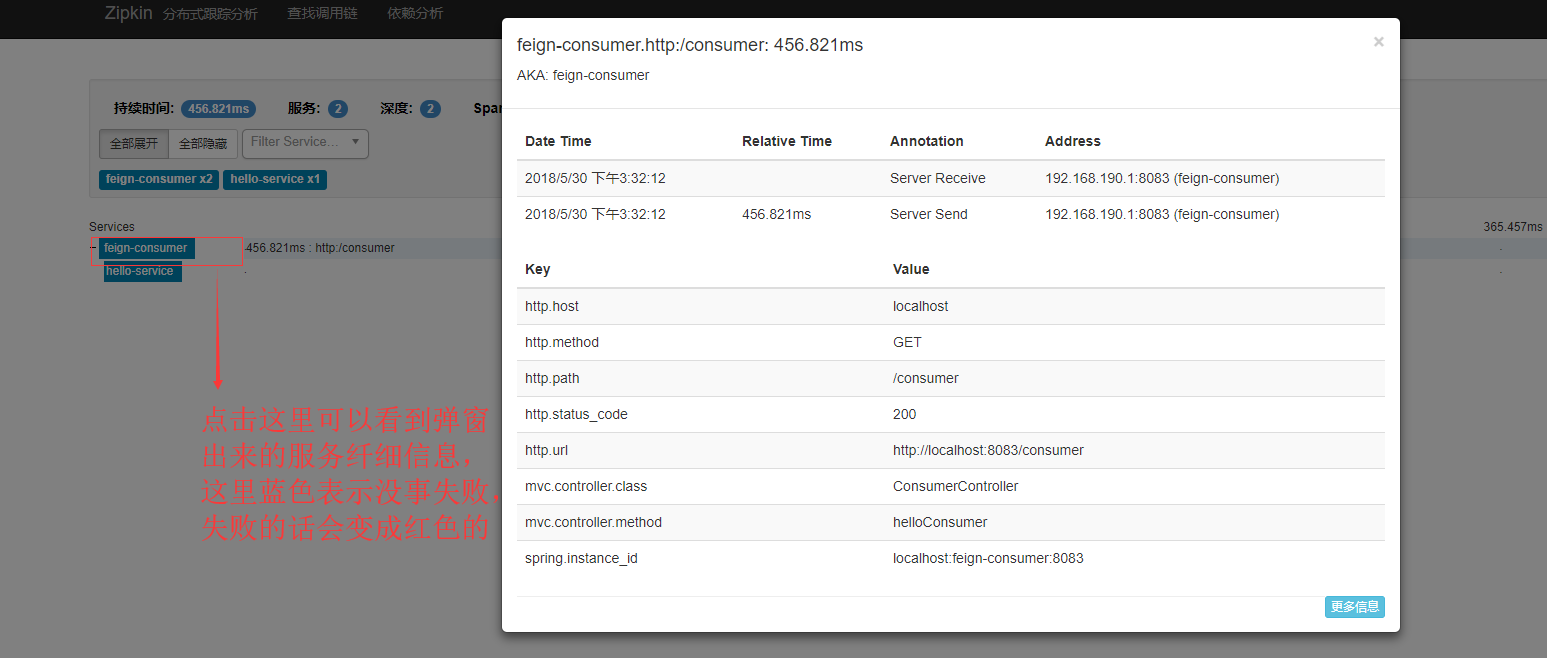 Zipkin 分布式跟踪分析 查找调用链 依赖分析
持续时间: 456.821ms 服务: 2 深度: 2 Span
全部展开 全部隐藏 Filter Service...
feign-consumer x2 hello-service x1
Services 365.457ms
feign-consumer 456.821ms : http:/consumer
hello-service
点击这里可以看到弹窗
出来的服务纤细信息，
这里蓝色表示没事失败，
失败的话会变成红色的
feign-consumer.http:/consumer: 456.821ms ×
AKA: feign-consumer
Date Time Relative Time Annotation Address
2018/5/30 下午3:32:12 Server Receive 192.168.190.1:8083 (feign-consumer)
2018/5/30 下午3:32:12 456.821ms Server Send 192.168.190.1:8083 (feign-consumer)
Key Value
http.host localhost
http.method GET
http.path /consumer
http.status_code 200
http.url http://localhost:8083/consumer
mvc.controller.class ConsumerController
mvc.controller.method helloConsumer
spring.instance_id localhost:feign-consumer:8083
更多信息